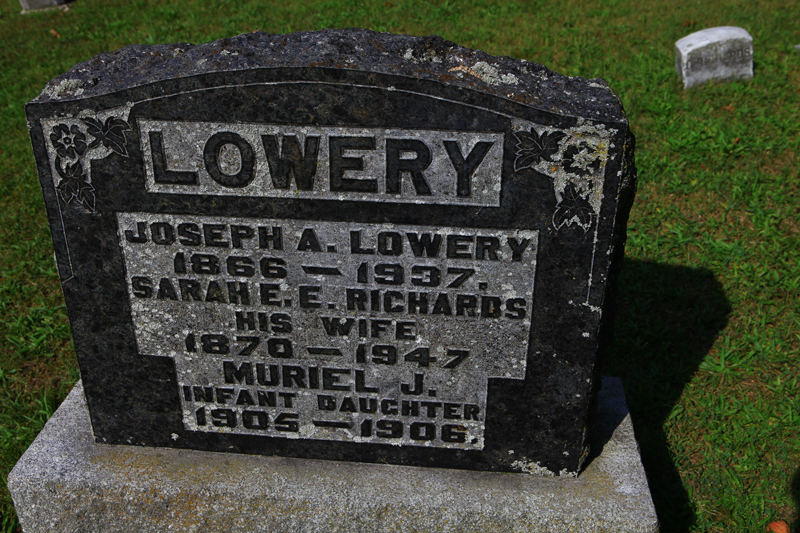 LOWERY
JOSEPH A. LOWERY
1866 — 1937.
SARAH E. E. RICHARDS
HIS WIFE
1870 — 1947
MURIEL J.
INFANT DAUGHTER
1905 — 1906.